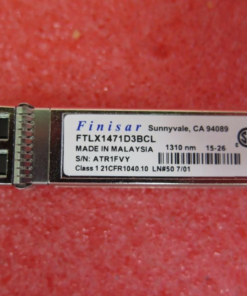 Finisar Sunnyvale, CA 94089
FTLX1471D3BCL
MADE IN MALAYSIA 1310 nm 15-26
S/N: ATR1FVY
Class 1 21CFR1040.10 LN#50 7/01